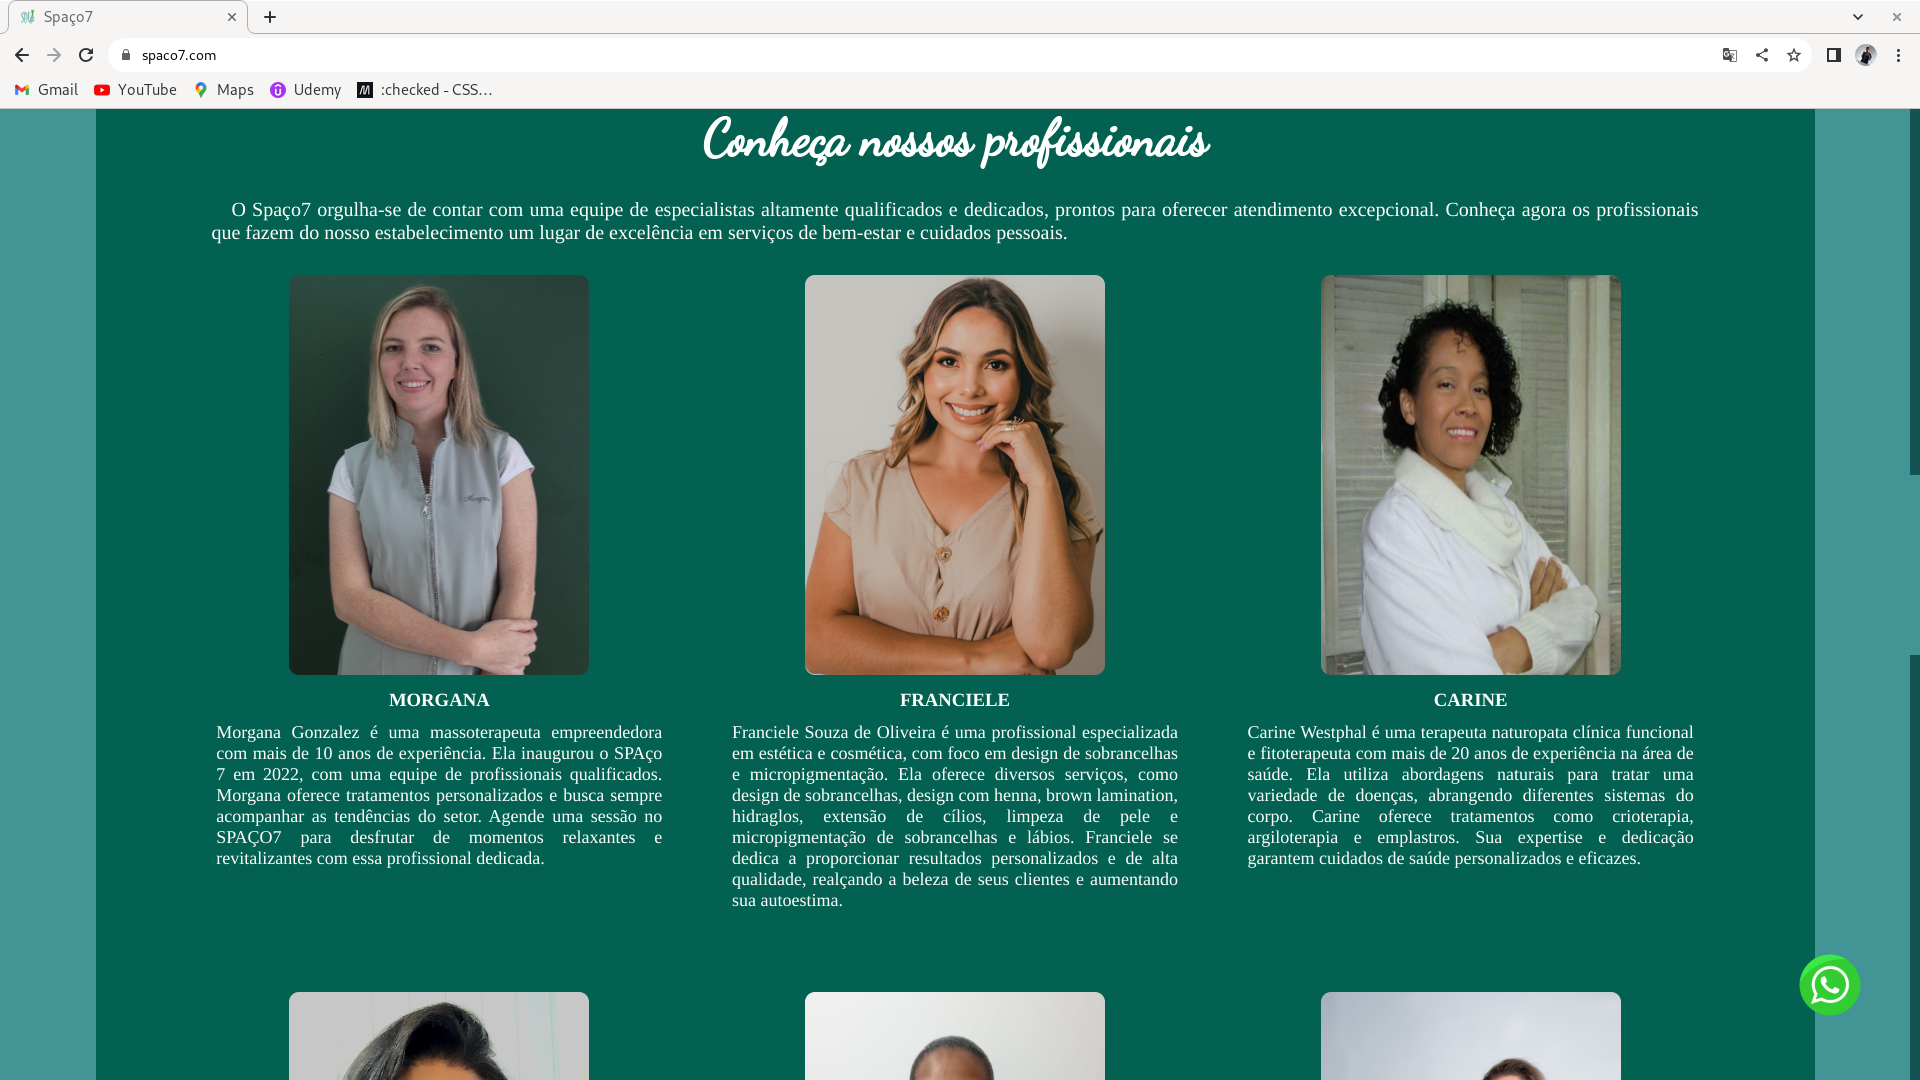 Spaço7
spaco7.com
Gmail YouTube Maps Udemy :checked - CSS...
Conheça nossos profissionais
O Spaço7 orgulha-se de contar com uma equipe de especialistas altamente qualificados e dedicados, prontos para oferecer atendimento excepcional. Conheça agora os profissionais
que fazem do nosso estabelecimento um lugar de excelência em serviços de bem-estar e cuidados pessoais.
MORGANA
Morgana Gonzalez é uma massoterapeuta empreendedora
com mais de 10 anos de experiência. Ela inaugurou o SPAço
7 em 2022, com uma equipe de profissionais qualificados.
Morgana oferece tratamentos personalizados e busca sempre
acompanhar as tendências do setor. Agende uma sessão no
SPAÇO7 para desfrutar de momentos relaxantes e
revitalizantes com essa profissional dedicada.
FRANCIELE
Franciele Souza de Oliveira é uma profissional especializada
em estética e cosmética, com foco em design de sobrancelhas
e micropigmentação. Ela oferece diversos serviços, como
design de sobrancelhas, design com henna, brown lamination,
hidraglos, extensão de cílios, limpeza de pele e
micropigmentação de sobrancelhas e lábios. Franciele se
dedica a proporcionar resultados personalizados e de alta
qualidade, realçando a beleza de seus clientes e aumentando
sua autoestima.
CARINE
Carine Westphal é uma terapeuta naturopata clínica funcional
e fitoterapeuta com mais de 20 anos de experiência na área de
saúde. Ela utiliza abordagens naturais para tratar uma
variedade de doenças, abrangendo diferentes sistemas do
corpo. Carine oferece tratamentos como crioterapia,
argiloterapia e emplastros. Sua expertise e dedicação
garantem cuidados de saúde personalizados e eficazes.